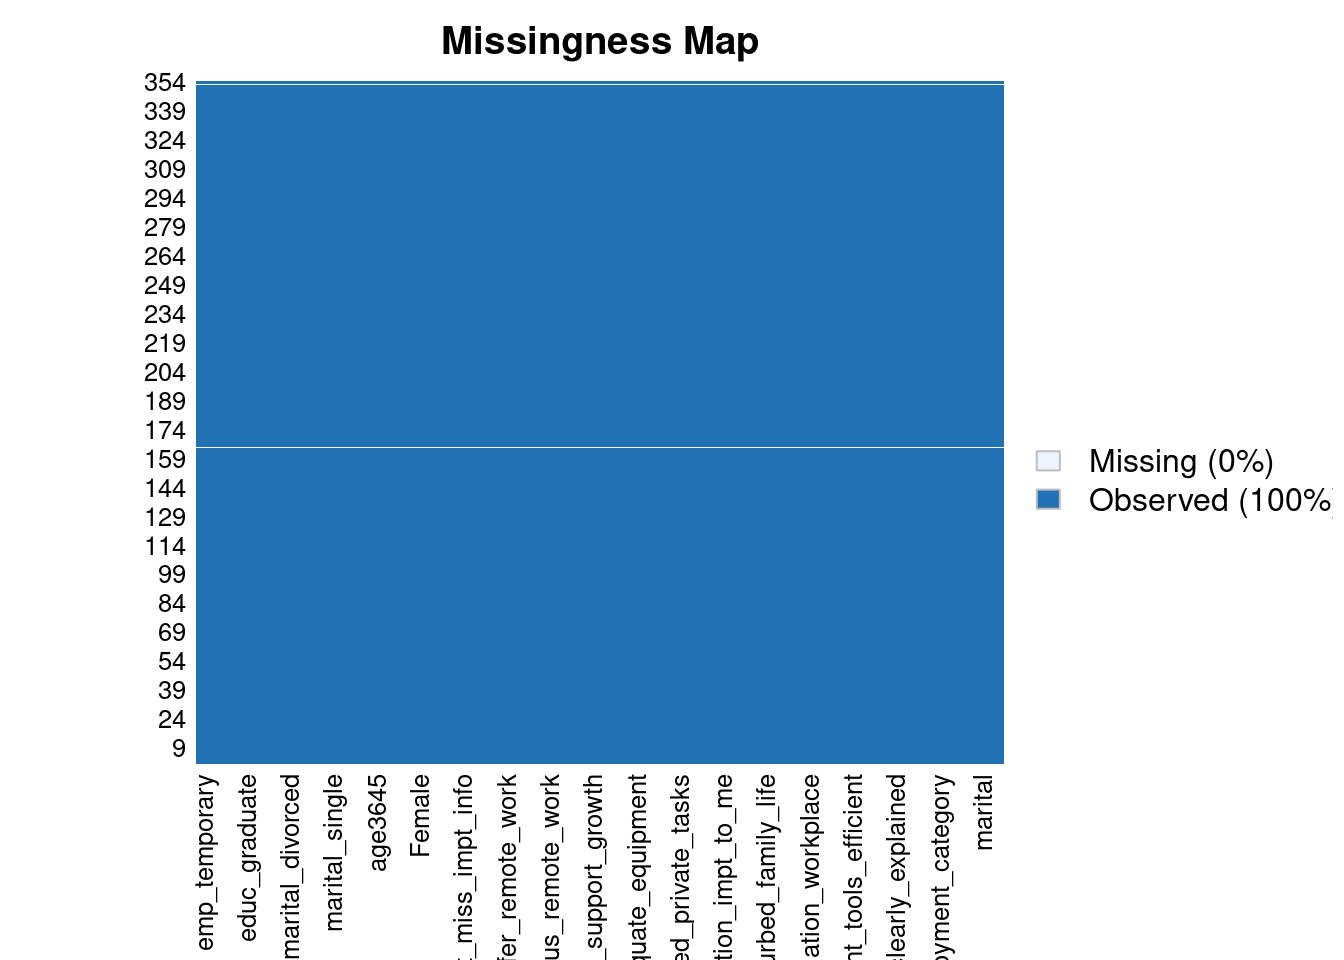 Missingness Map
354
339
324
309
294
279
264
249
234
219
204
189
174
159
144
129
114
99
84
69
54
39
24
9
Missing (0%)
Observed (100%)
emp_temporary
educ_graduate
marital_divorced
marital_single
age3645
Female
_miss_impt_info
fer_remote_work
us_remote_work
_support_growth
quate_equipment
ed_private_tasks
tion_impt_to_me
urbed_family_life
ation_workplace
nt_tools_efficient
clearly_explained
oyment_category
marital